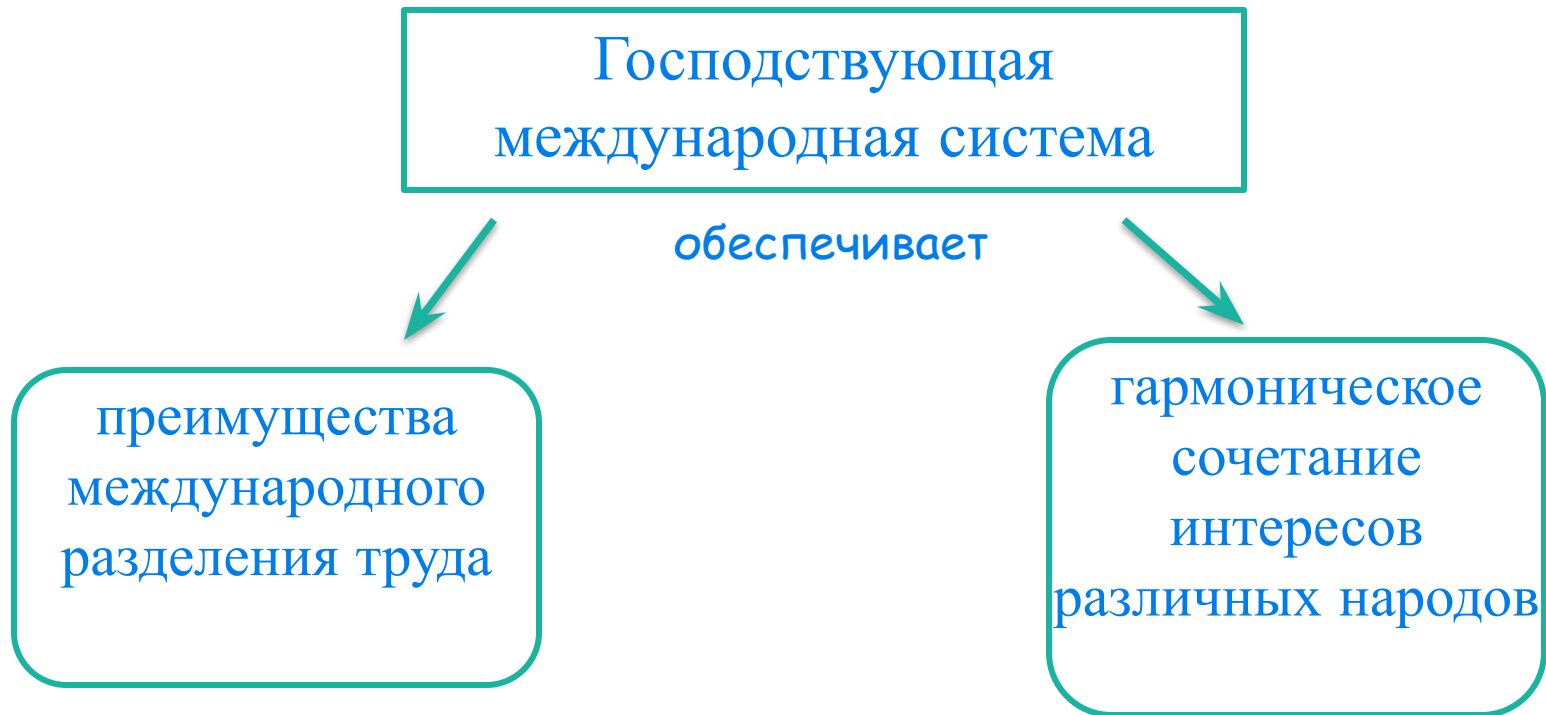 Господствующая
международная система
обеспечивает
преимущества
международного
разделения труда
гармоническое
сочетание
интересов
различных народов